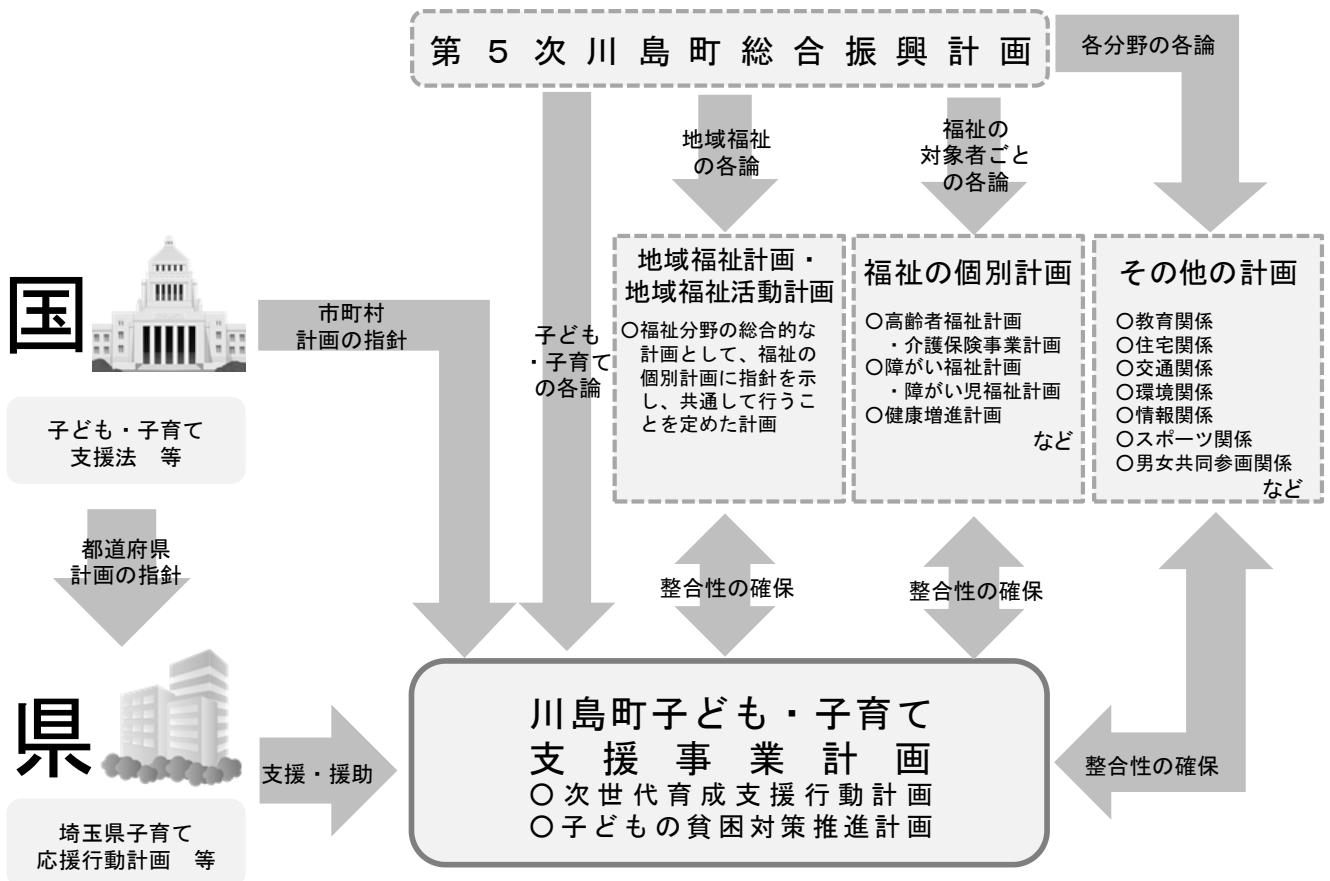 第５次川島町総合振興計画
各分野の各論
地域福祉
の各論
福祉の
対象者ごと
の各論
国
子ども・子育て
支援法　等
市町村
計画の指針
子ども
・子育て
の各論
地域福祉計画・
地域福祉活動計画
〇福祉分野の総合的な
計画として、福祉の
個別計画に指針を示
し、共通して行うこ
とを定めた計画
福祉の個別計画
〇高齢者福祉計画
・介護保険事業計画
〇障がい福祉計画
・障がい児福祉計画
〇健康増進計画
など
その他の計画
〇教育関係
〇住宅関係
〇交通関係
〇環境関係
〇情報関係
〇スポーツ関係
〇男女共同参画関係
など
都道府県
計画の指針
整合性の確保
整合性の確保
県
埼玉県子育て
応援行動計画　等
支援・援助
川島町子ども・子育て
支援事業計画
〇次世代育成支援行動計画
〇子どもの貧困対策推進計画
整合性の確保